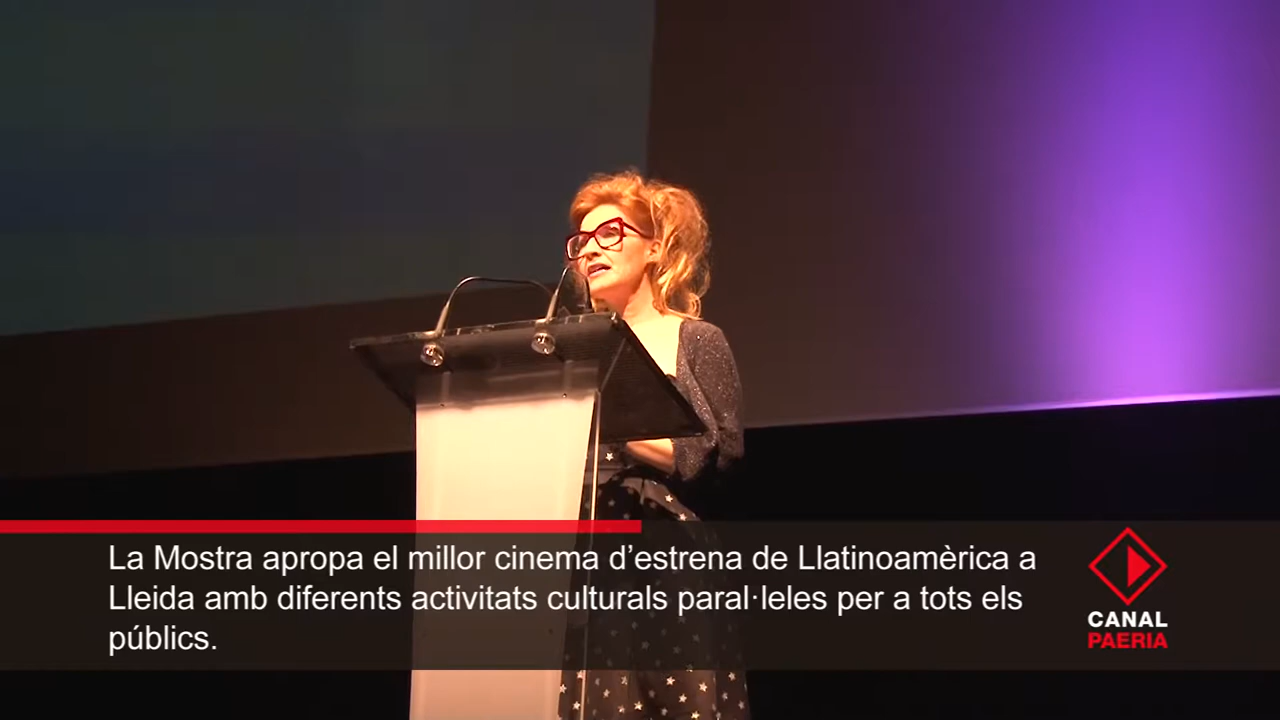 La Mostra apropa el millor cinema d’estrena de Llatinoamèrica a
Lleida amb diferents activitats culturals paral·leles per a tots els
públics.
CANAL
PAERIA